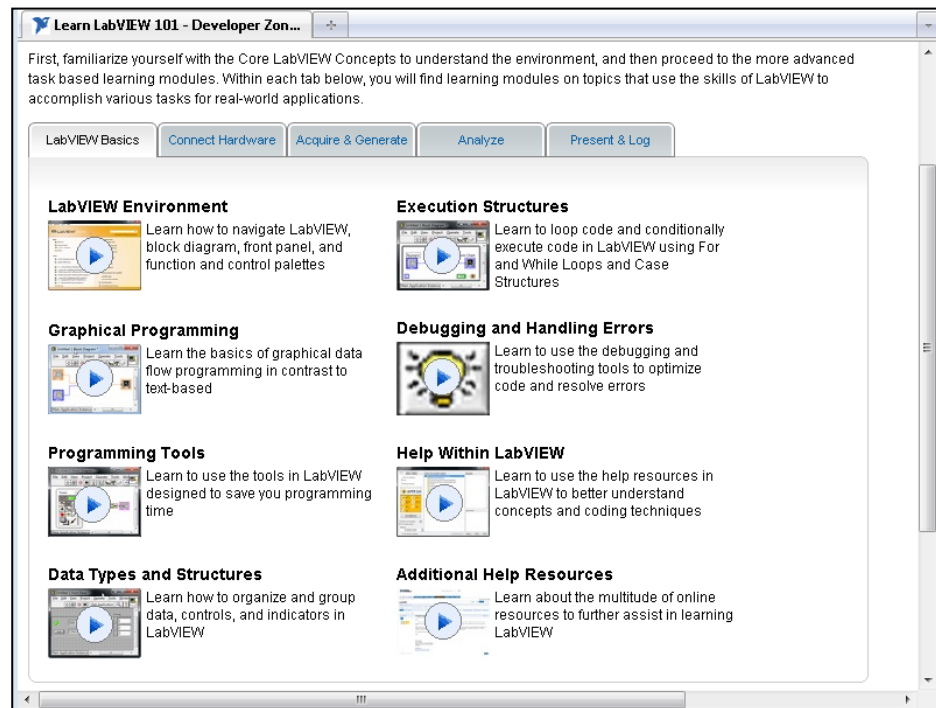 Learn LabVIEW 101 - Developer Zon...
First, familiarize yourself with the Core LabVIEW Concepts to understand the environment, and then proceed to the more advanced
task based learning modules. Within each tab below, you will find learning modules on topics that use the skills of LabVIEW to
accomplish various tasks for real-world applications.
LabVIEW Basics
Connect Hardware
Acquire & Generate
Analyze
Present & Log
LabVIEW Environment
Learn how to navigate LabVIEW,
block diagram, front panel, and
function and control palettes
Execution Structures
Learn to loop code and conditionally
execute code in LabVIEW using For
and While Loops and Case
Structures
Graphical Programming
Learn the basics of graphical data
flow programming in contrast to
text-based
Debugging and Handling Errors
Learn to use the debugging and
troubleshooting tools to optimize
code and resolve errors
Programming Tools
Learn to use the tools in LabVIEW
designed to save you programming
time
Help Within LabVIEW
Learn to use the help resources in
LabVIEW to better understand
concepts and coding techniques
Data Types and Structures
Learn how to organize and group
data, controls, and indicators in
LabVIEW
Additional Help Resources
Learn about the multitude of online
resources to further assist in learning
LabVIEW